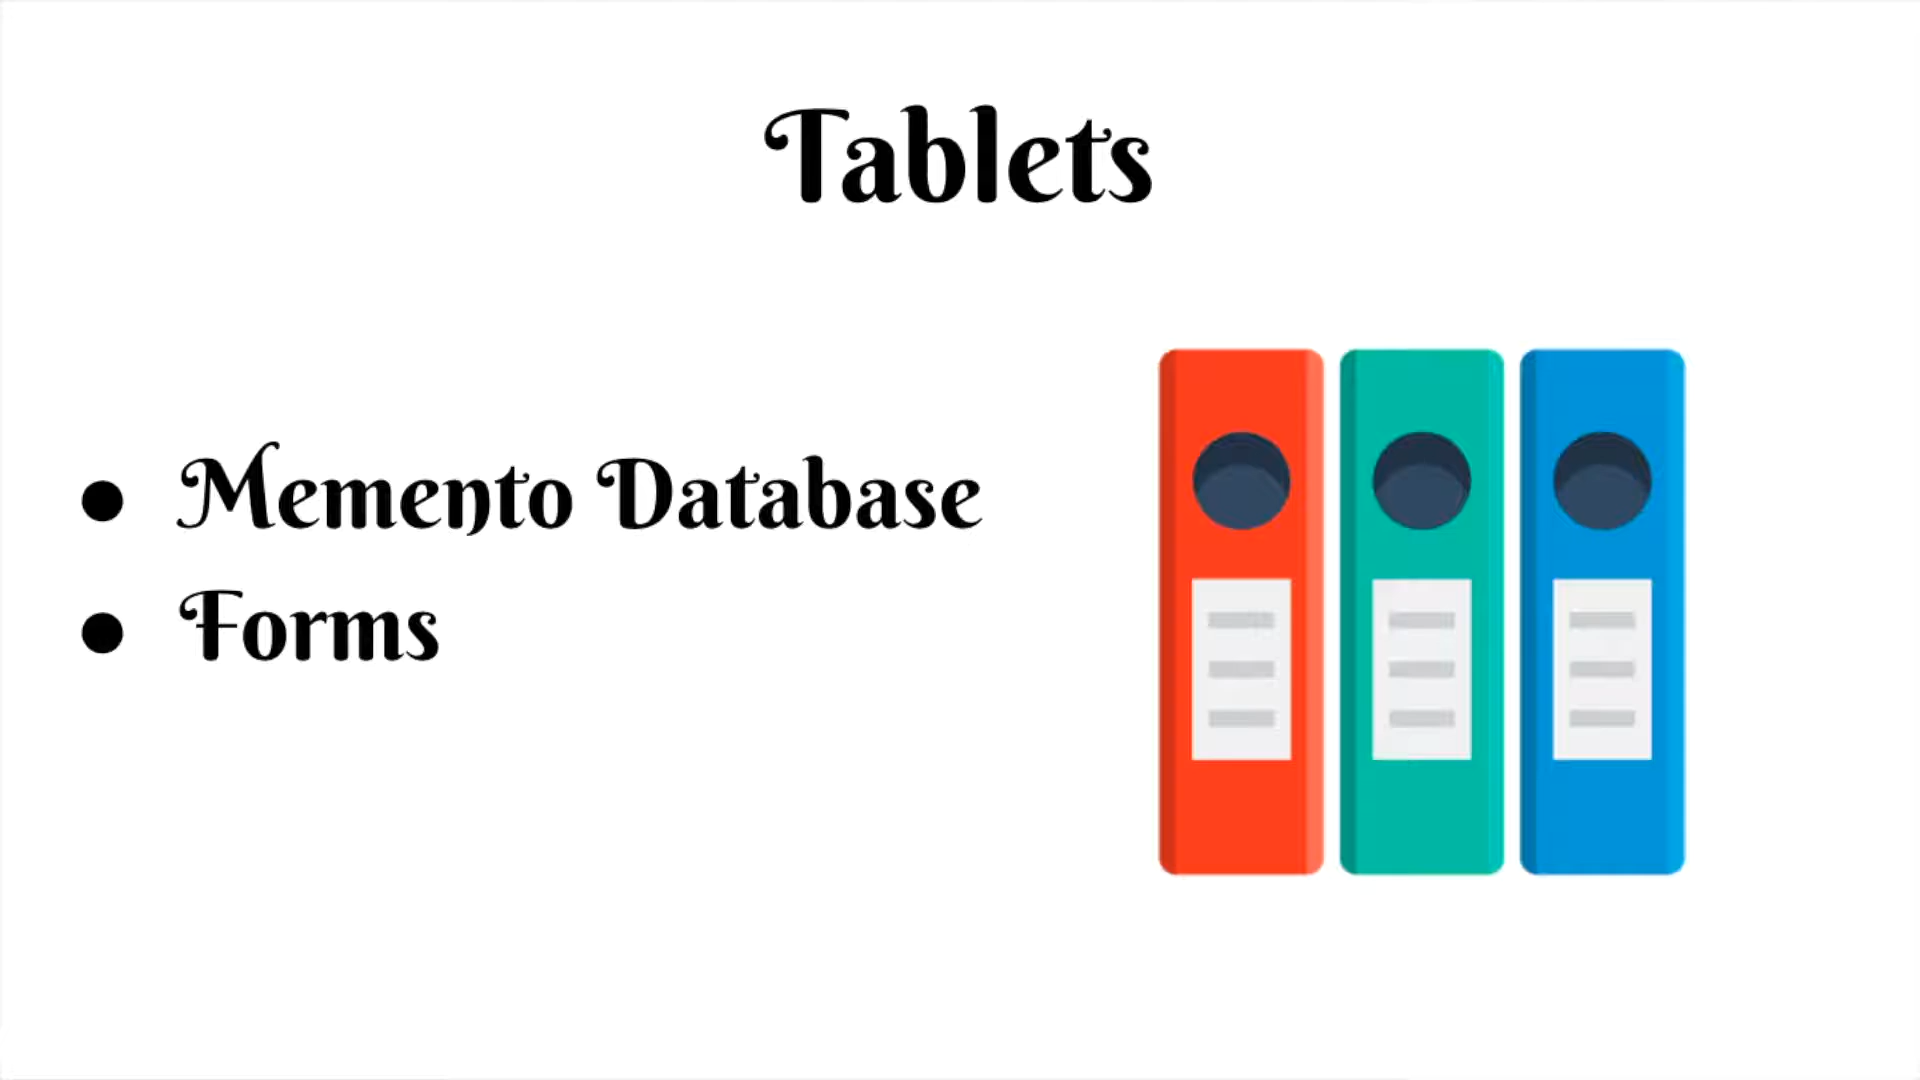 Tablets
● Memento Database
● Forms